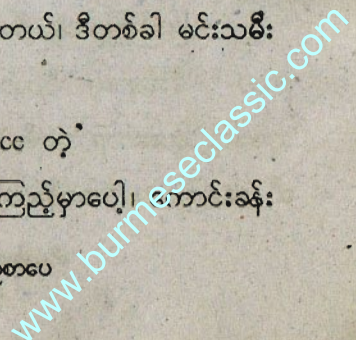 တယ်၊ ဒီတစ်ခါ မင်းသမီး
ငင တဲ့
ကြည့်မှာပေါ့၊ ကောင်းခန်း
စာပေ
www.burmeseclassic.com